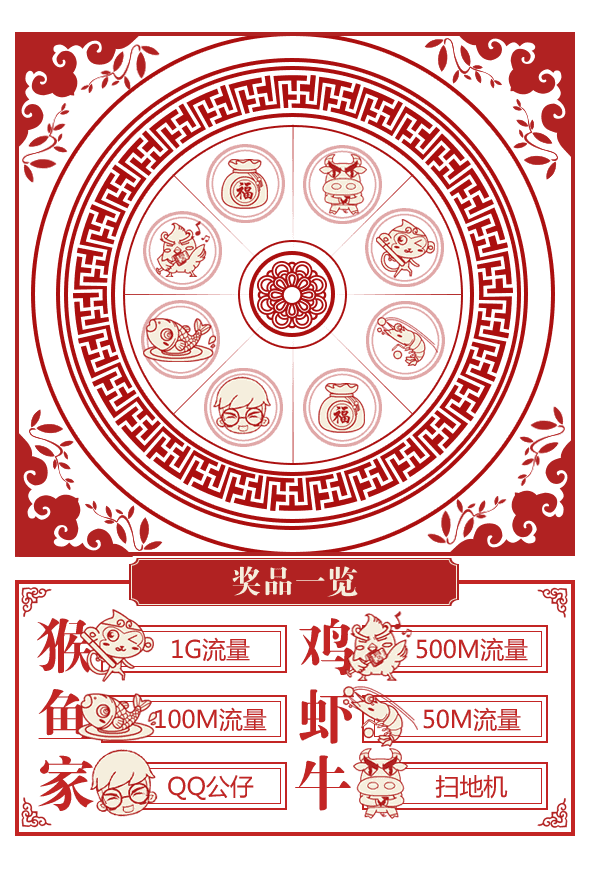 福
福
奖品一览
猴 1G流量
鸡 500M流量
鱼 100M流量
虾 50M流量
家 QQ公仔
牛 扫地机